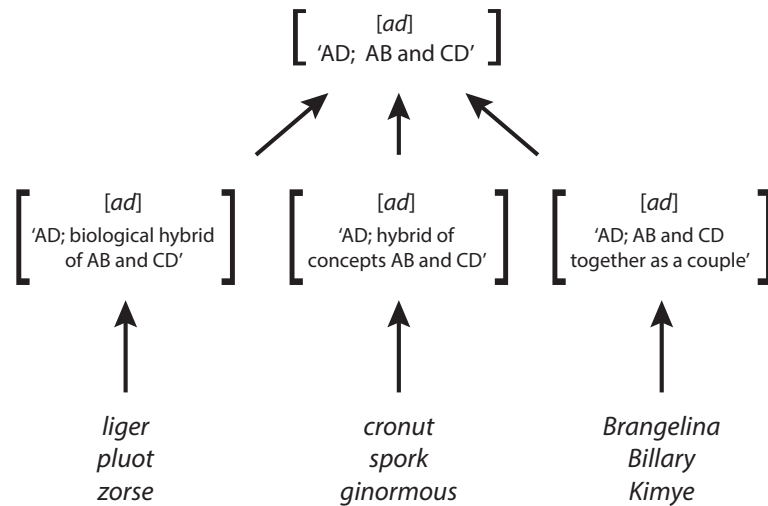 [ad]
‘AD; AB and CD’
[ad]
‘AD; biological hybrid
of AB and CD’
[ad]
‘AD; hybrid of
concepts AB and CD’
[ad]
‘AD; AB and CD
together as a couple’
liger
pluot
zorse
cronut
spork
ginormous
Brangelina
Billary
Kimye